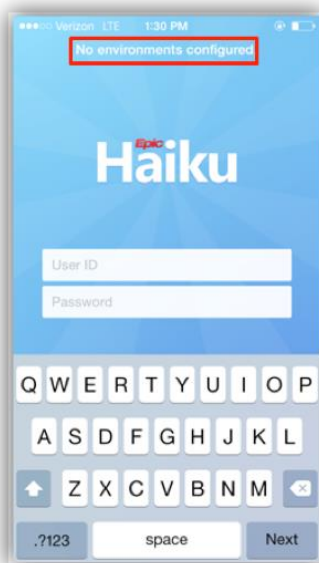 Verizon LTE 1:30 PM
No environments configured
Epic
Haiku
User ID
Password
Q W E R T Y U I O P
A S D F G H J K L
Z X C V B N M
.?123 space Next